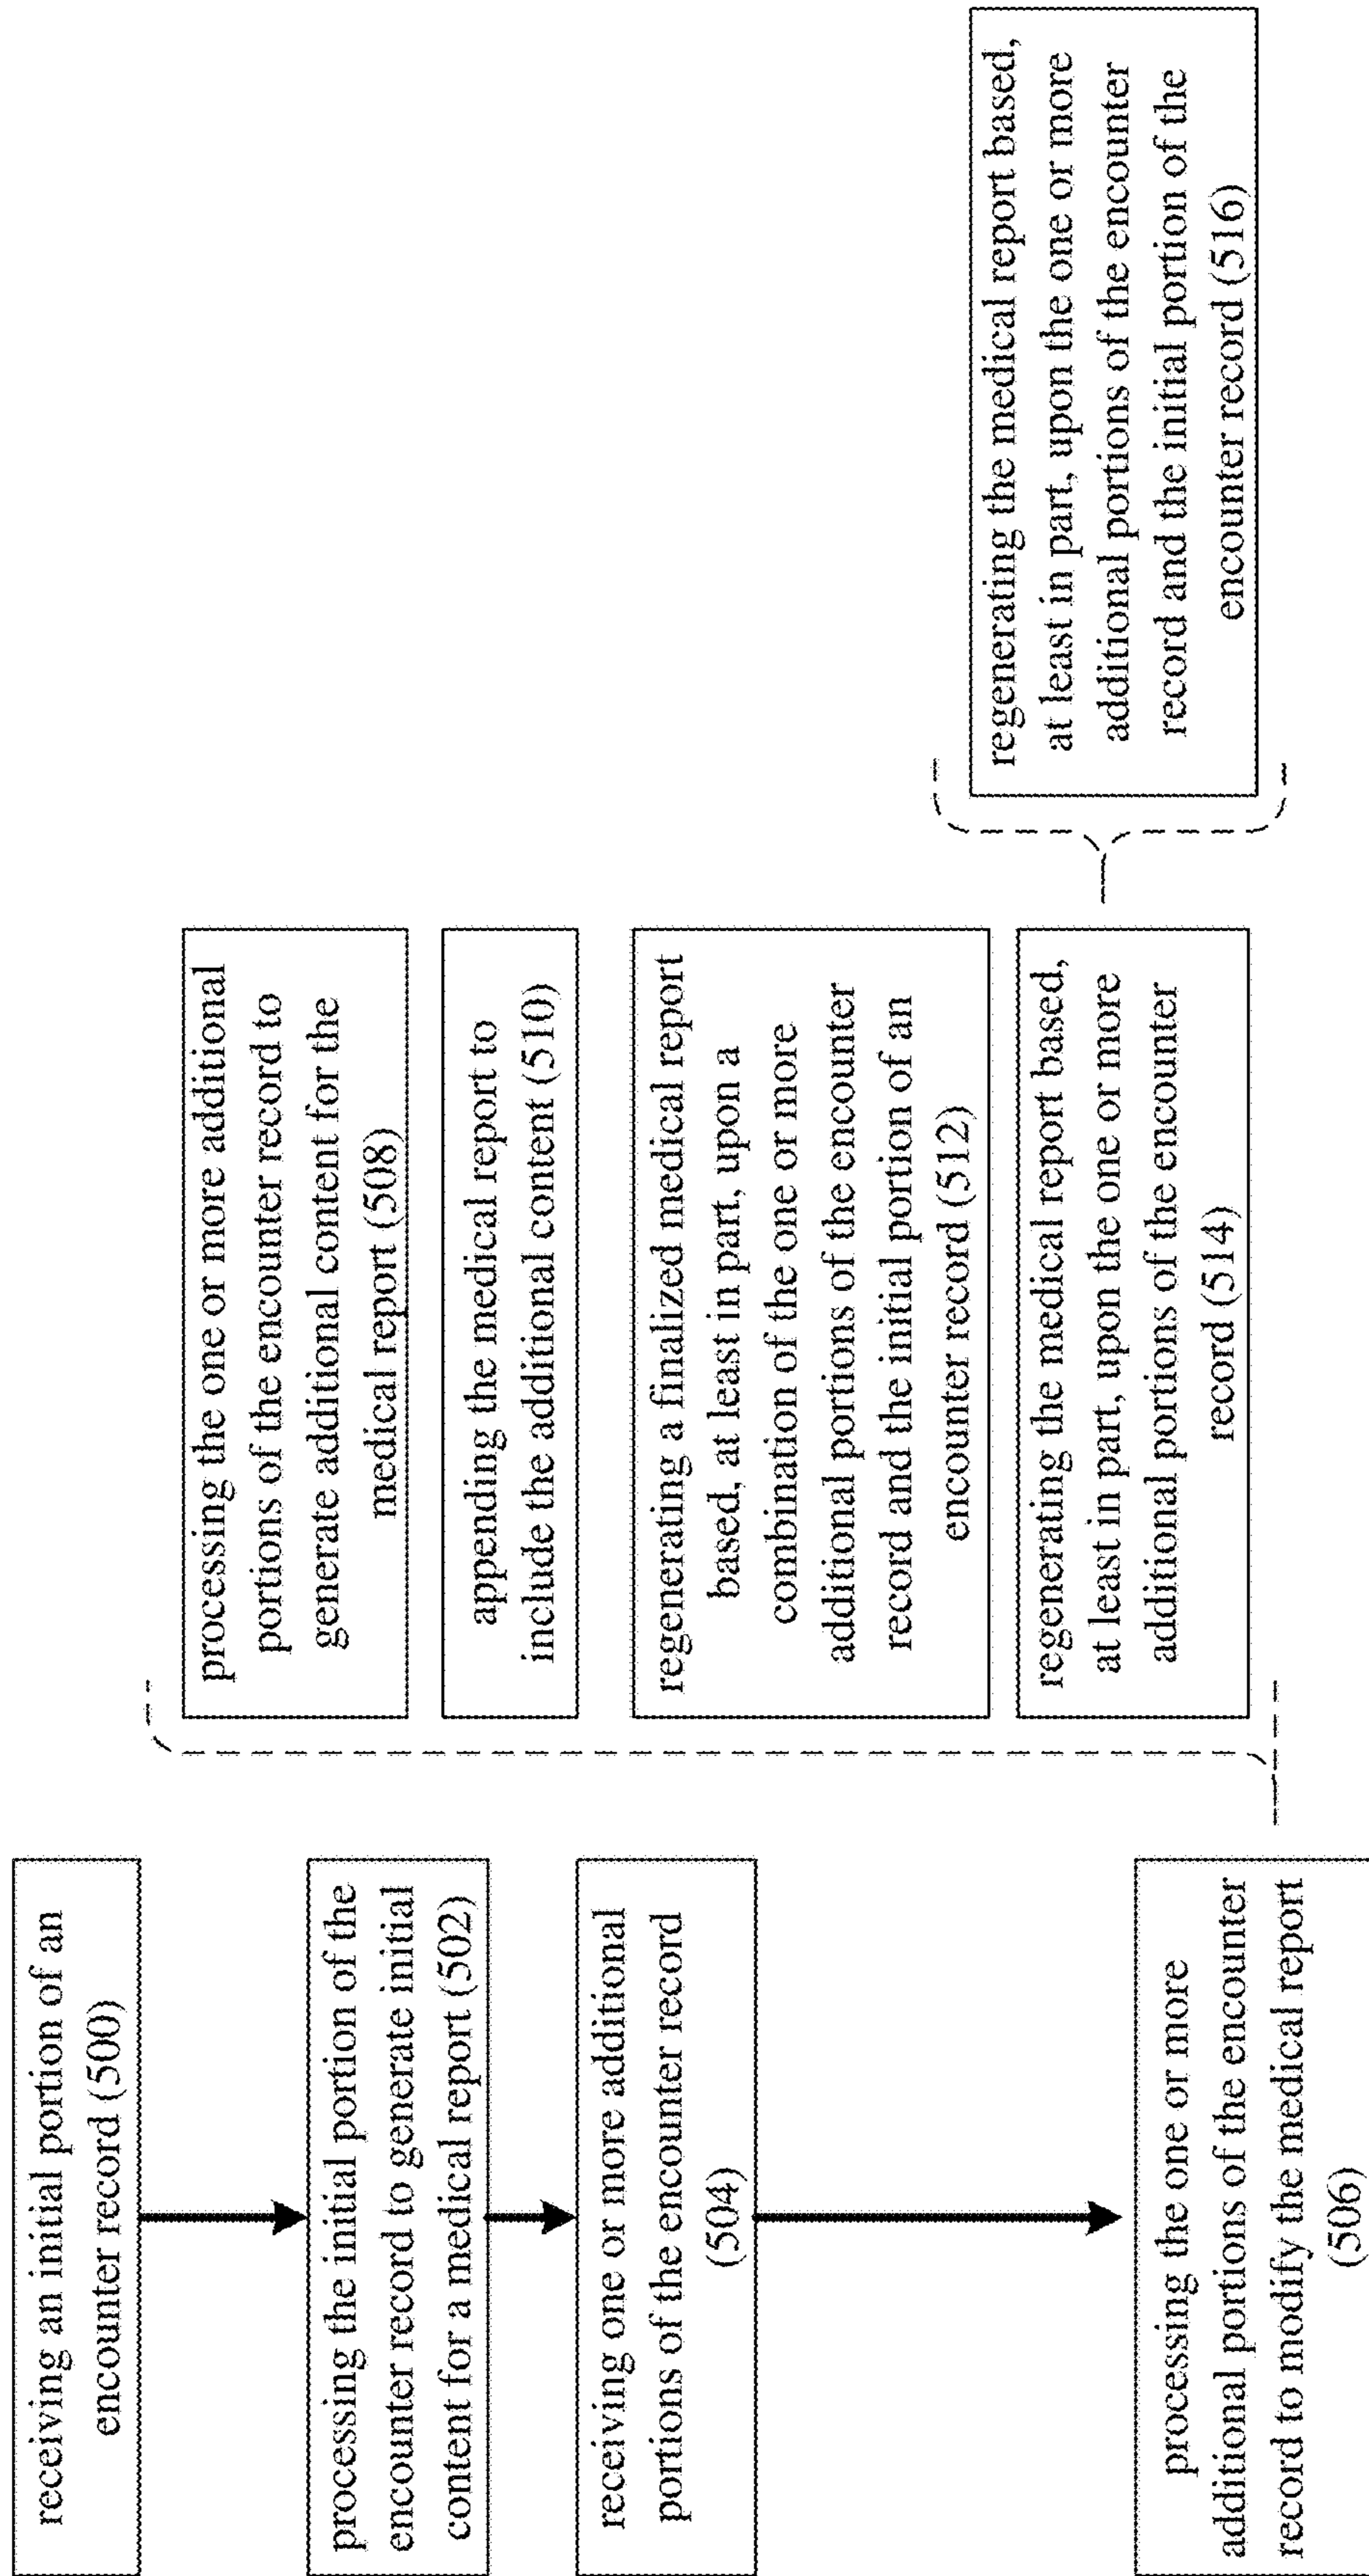 receiving an initial portion of an
encounter record (500)
processing the initial portion of the
encounter record to generate initial
content for a medical report (502)
receiving one or more additional
portions of the encounter record
(504)
processing the one or more
additional portions of the encounter
record to modify the medical report
(506)
processing the one or more additional
portions of the encounter record to
generate additional content for the
medical report (508)
appending the medical report to
include the additional content (510)
regenerating a finalized medical report
based, at least in part, upon a
combination of the one or more
additional portions of the encounter
record and the initial portion of an
encounter record (512)
regenerating the medical report based,
at least in part, upon the one or more
additional portions of the encounter
record (514)
regenerating the medical report based,
at least in part, upon the one or more
additional portions of the encounter
record and the initial portion of the
encounter record (516)